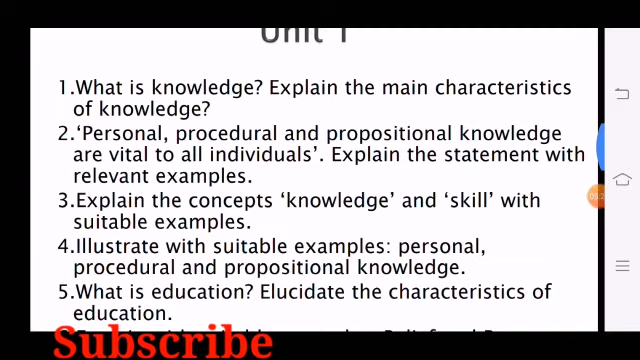 Unit 1
1.What is knowledge? Explain the main characteristics
of knowledge?
2.‘Personal, procedural and propositional knowledge
are vital to all individuals’. Explain the statement with
relevant examples.
3.Explain the concepts ‘knowledge’ and ‘skill’ with
suitable examples.
4.Illustrate with suitable examples: personal,
procedural and propositional knowledge.
5.What is education? Elucidate the characteristics of
education.
Subscribe